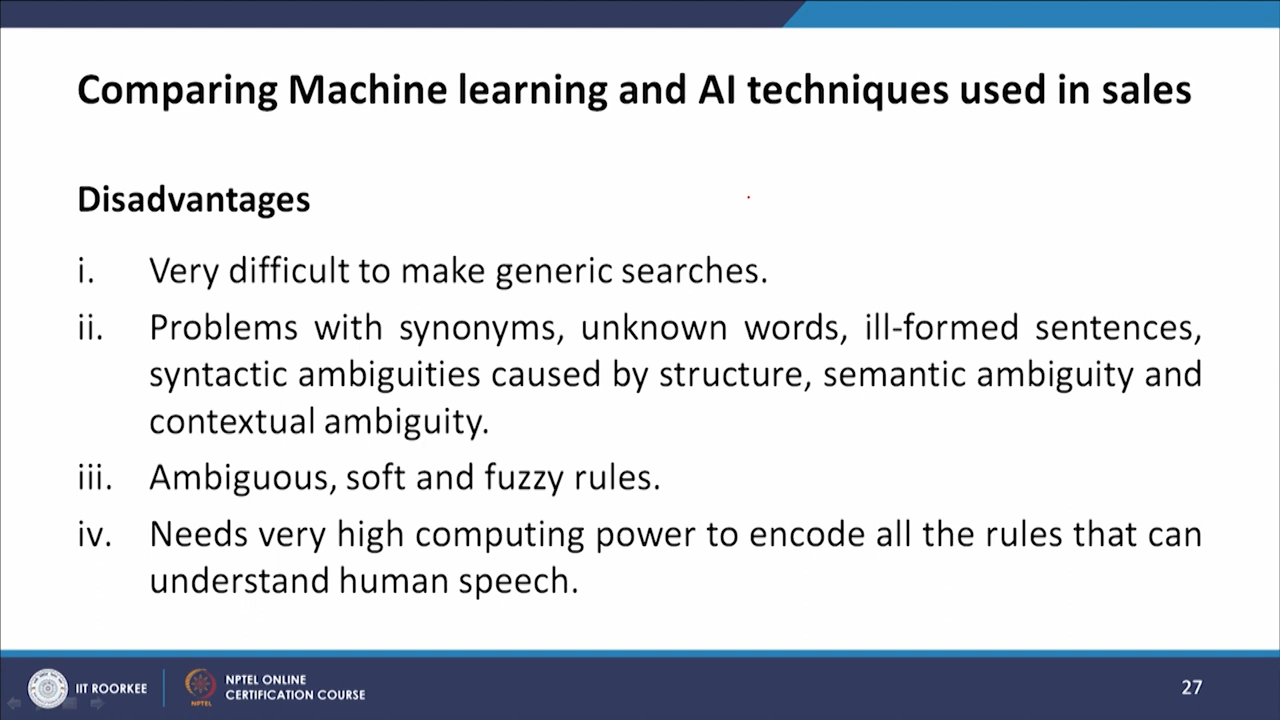 Comparing Machine learning and AI techniques used in sales
Disadvantages
i. Very difficult to make generic searches.
ii. Problems with synonyms, unknown words, ill-formed sentences,
syntactic ambiguities caused by structure, semantic ambiguity and
contextual ambiguity.
iii. Ambiguous, soft and fuzzy rules.
iv. Needs very high computing power to encode all the rules that can
understand human speech.
IIT ROORKEE
NPTEL
NPTEL ONLINE
CERTIFICATION COURSE
27